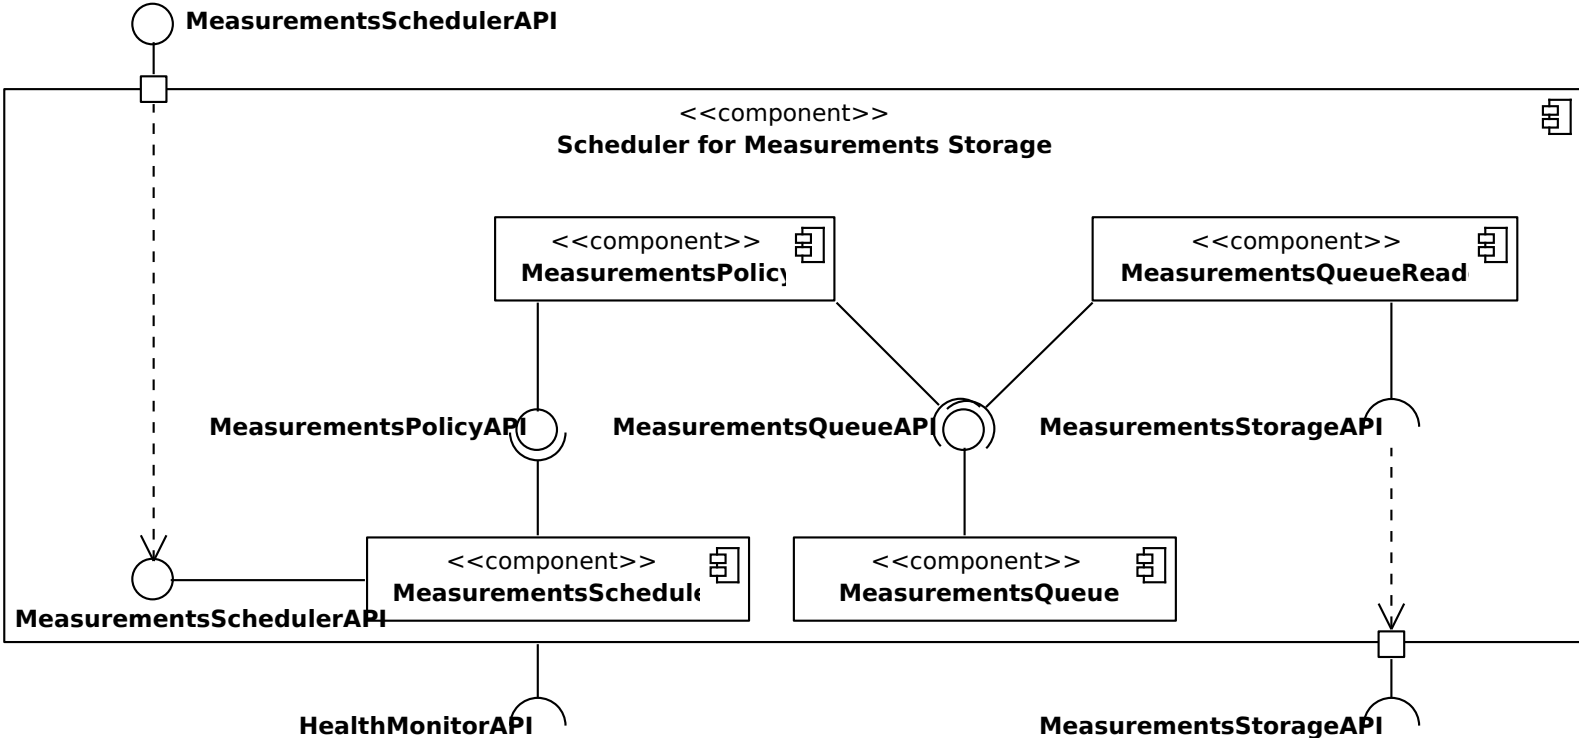 MeasurementsSchedulerAPI
<<component>>
Scheduler for Measurements Storage
<<component>>
MeasurementsPolicy
<<component>>
MeasurementsQueueRead
MeasurementsPolicyAPI
MeasurementsQueueAPI
MeasurementsStorageAPI
<<component>>
MeasurementsSchedule
<<component>>
MeasurementsQueue
MeasurementsSchedulerAPI
HealthMonitorAPI
MeasurementsStorageAPI